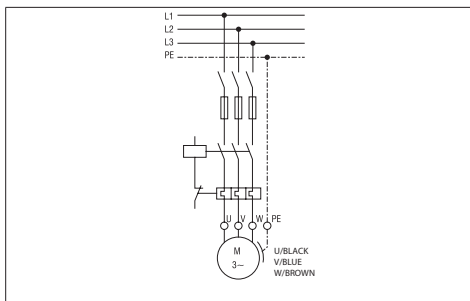 L1
L2
L3
PE
U V W PE
M
3~
U/BLACK
V/BLUE
W/BROWN